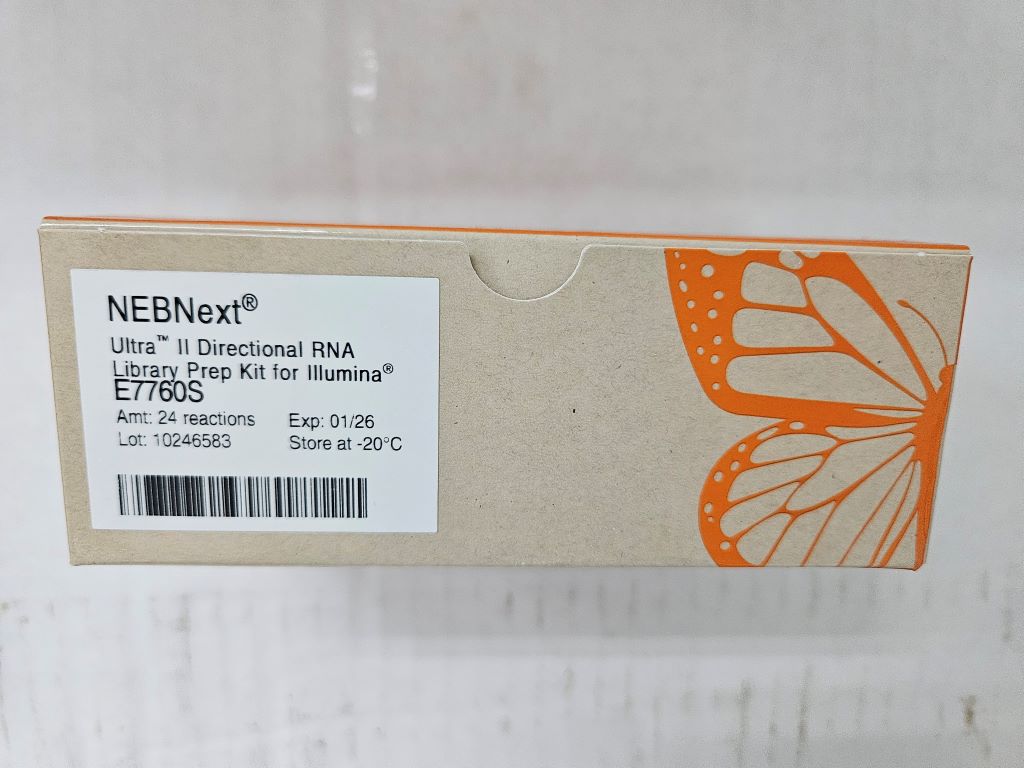 NEBNext®
Ultra™ II Directional RNA
Library Prep Kit for Illumina®
E7760S
Amt: 24 reactions Exp: 01/26
Lot: 10246583 Store at -20°C